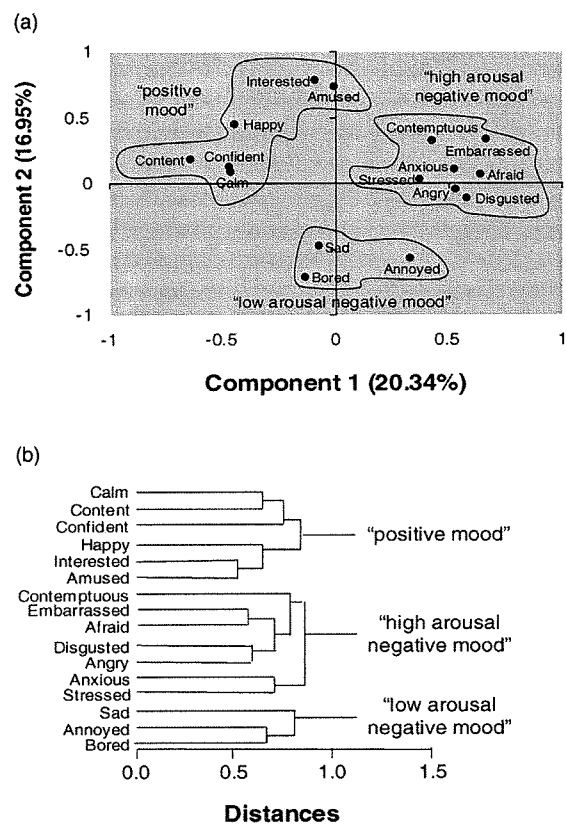 (a)
Component 2 (16.95%)
1
0.5
0
-0.5
-1
"positive
mood"
Interested
Amused
Happy
Content
Confident
Calm
"high arousal
negative mood"
Contemptuous
Embarrassed
Anxious
Stressed
Afraid
Angry
Disgusted
Sad
Bored
Annoyed
"low arousal negative mood"
-1 -0.5 0 0.5 1
Component 1 (20.34%)
(b)
Calm
Content
Confident
Happy
Interested
Amused
Contemptuous
Embarrassed
Afraid
Disgusted
Angry
Anxious
Stressed
Sad
Annoyed
Bored
"positive mood"
"high arousal
negative mood"
"low arousal
negative mood"
0.0 0.5 1.0 1.5
Distances